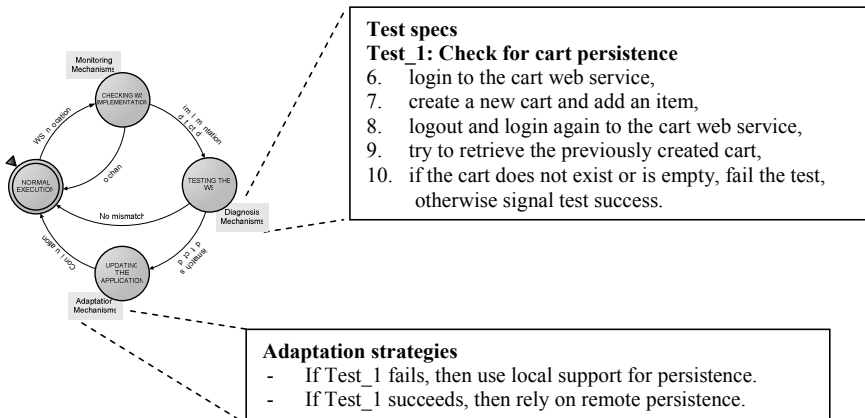 Test specs
Test_1: Check for cart persistence
6. login to the cart web service,
7. create a new cart and add an item,
8. logout and login again to the cart web service,
9. try to retrieve the previously created cart,
10. if the cart does not exist or is empty, fail the test,
otherwise signal test success.
Monitoring
Mechanisms
CHECKING WS
IMPLEMENTATION
NORMAL
EXECUTION
TESTING THE
WS
No mismatch
Diagnosis
Mechanisms
UPDATING
THE
APPLICATION
Adaptation
Mechanisms
Adaptation strategies
- If Test_1 fails, then use local support for persistence.
- If Test_1 succeeds, then rely on remote persistence.